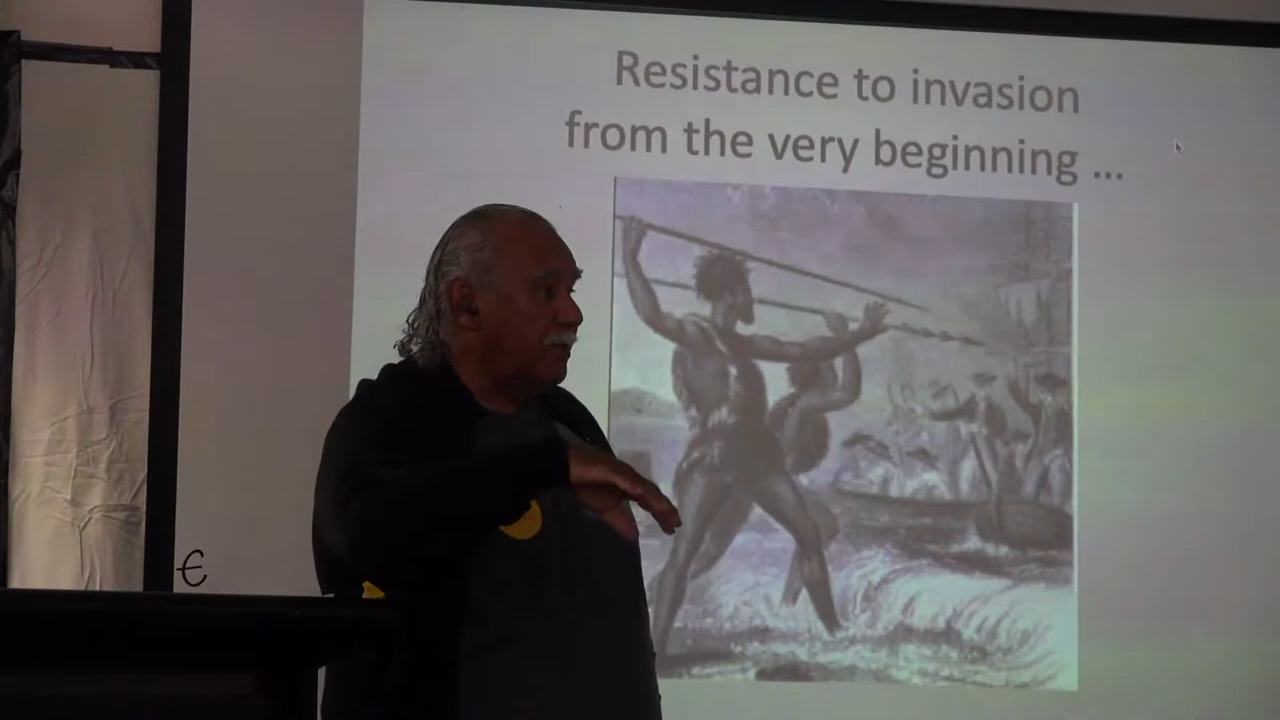 Resistance to invasion
from the very beginning ...
€